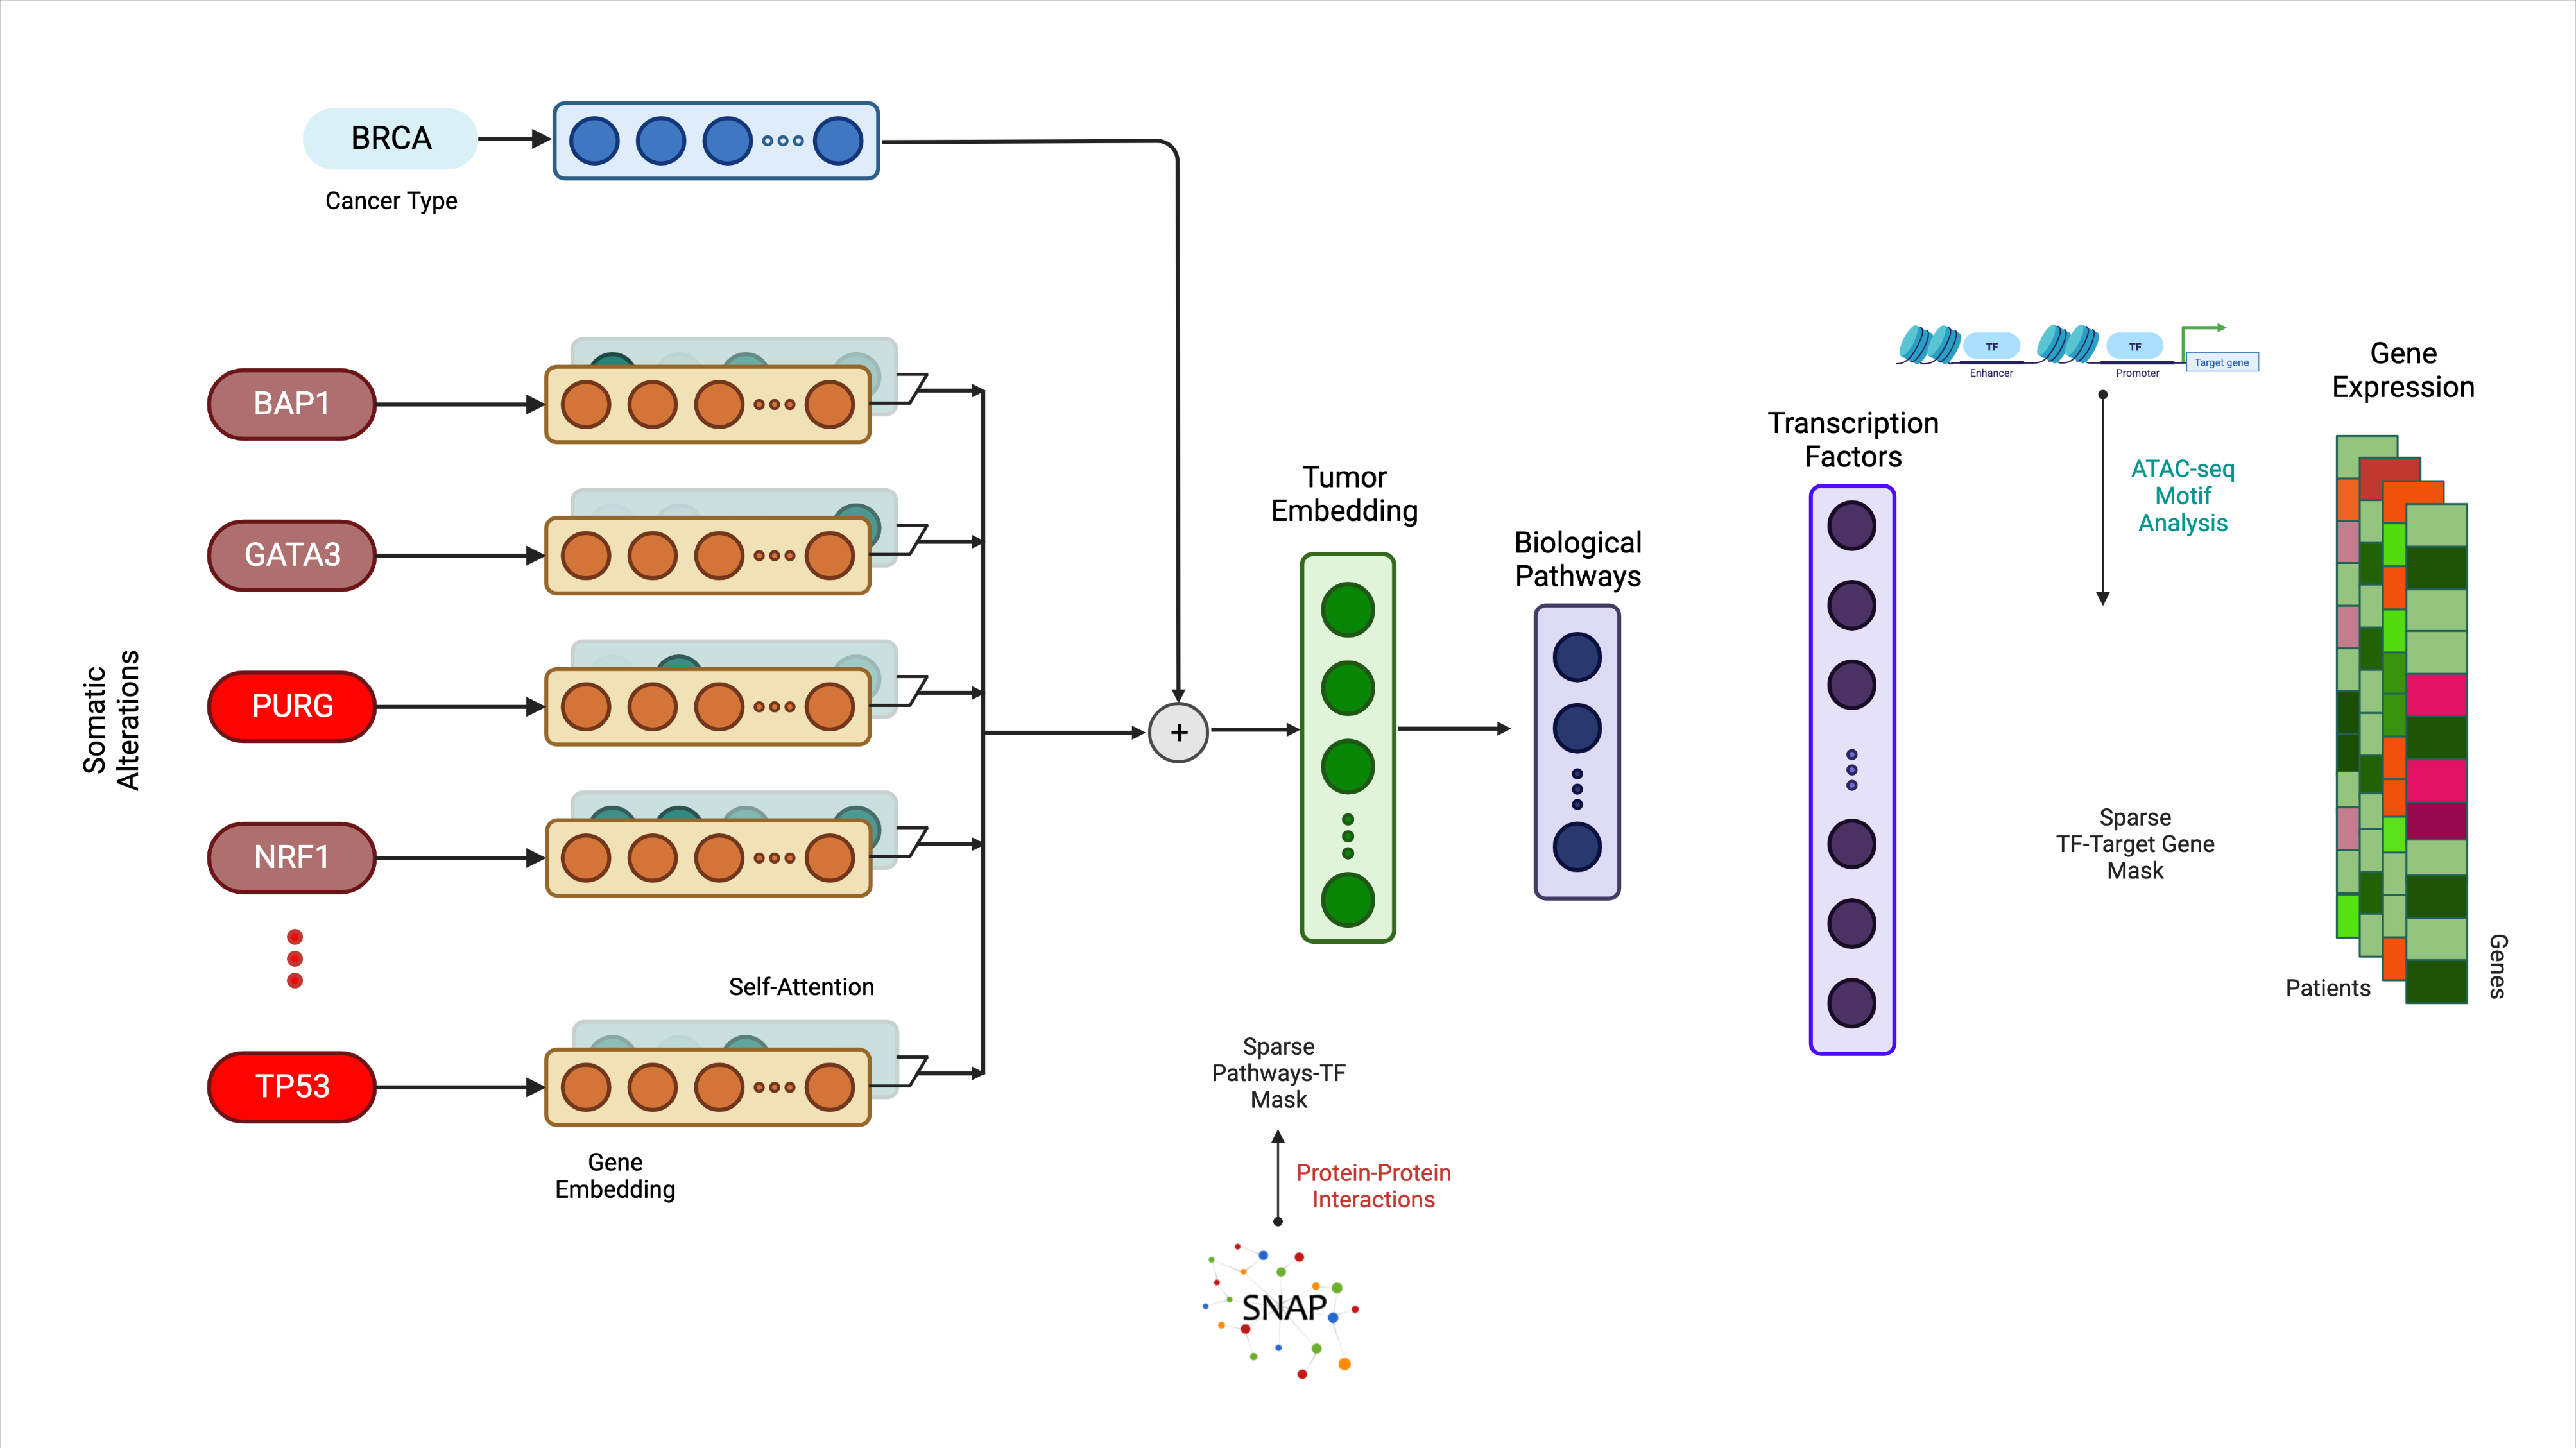 BRCA
Cancer Type
Somatic
Alterations
BAP1
GATA3
PURG
NRF1
TP53
Self-Attention
Gene
Embedding
+
Tumor
Embedding
Biological
Pathways
Transcription
Factors
TF
Enhancer
TF
Promoter
Target gene
ATAC-seq
Motif
Analysis
Sparse
TF-Target Gene
Mask
Gene
Expression
Patients
Genes
Sparse
Pathways-TF
Mask
Protein-Protein
Interactions
SNAP